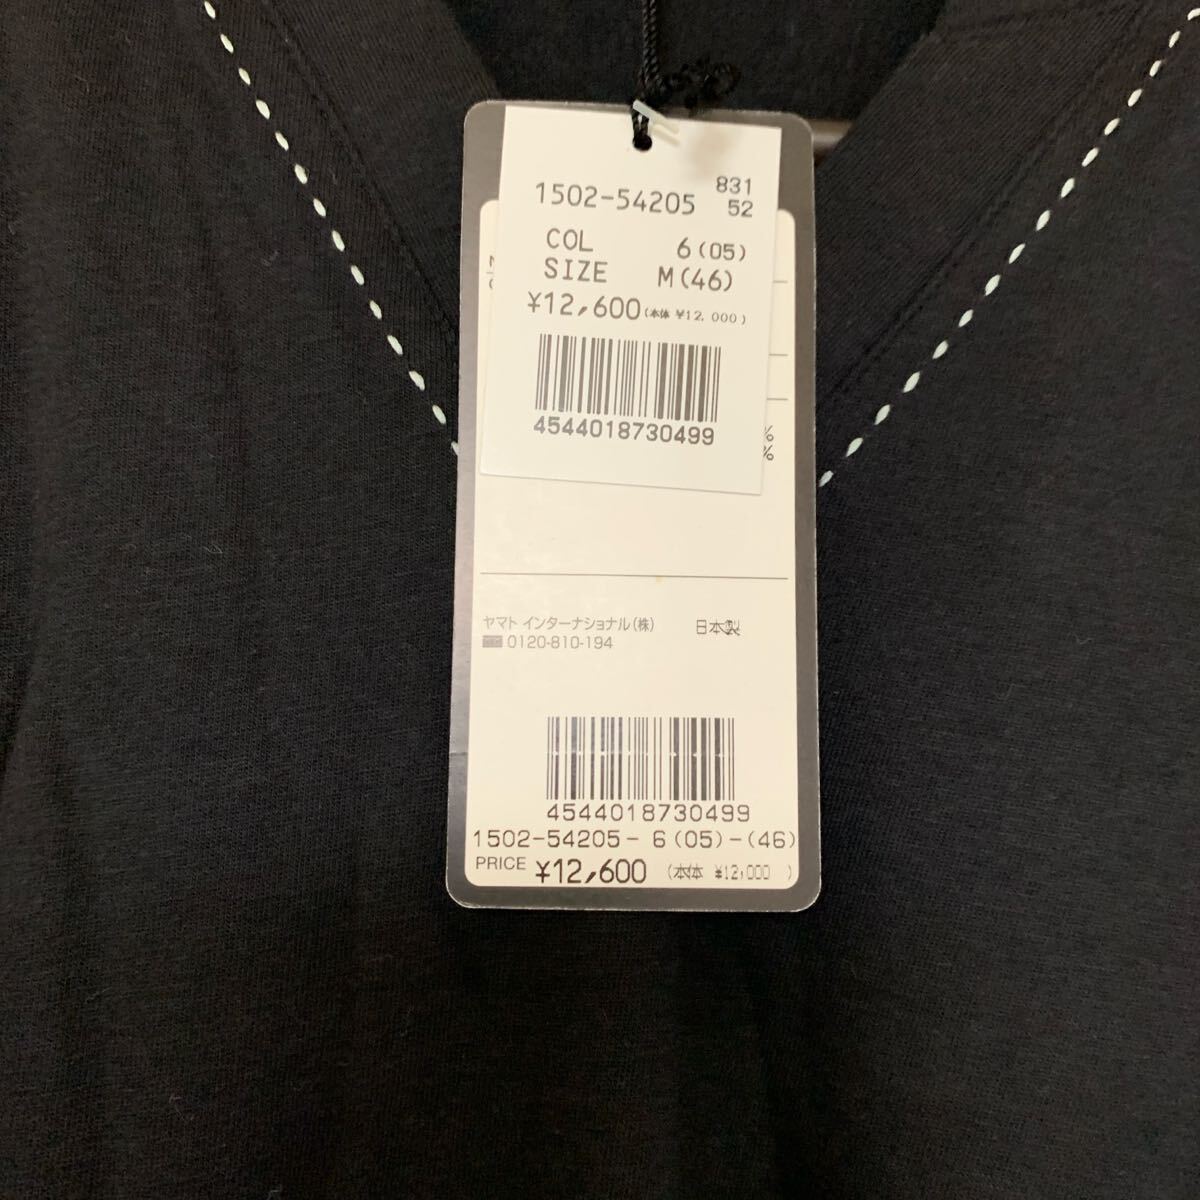 1502-54205 831
52
COL 6(05)
SIZE M(46)
¥12,600(本体 ¥12,000)
4544018730499
%
%
ヤマト インターナショナル(株) 日本製
0120-810-194
4544018730499
1502-54205- 6(05)-(46)
PRICE ¥12,600 (本体 ¥12,000 )